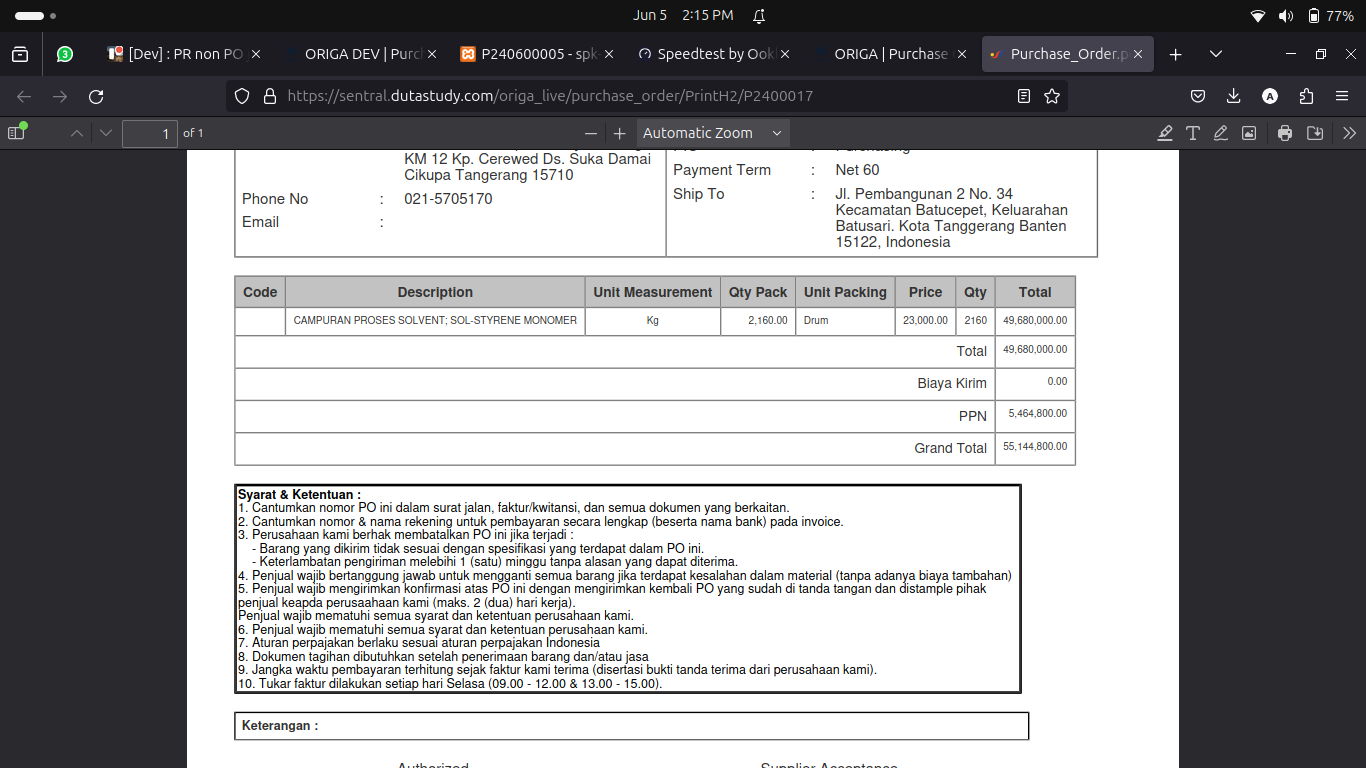 Jun 5 2:15 PM
77%
3
[Dev] : PR non PO
ORIGA DEV | Purc
P240600005 - spk
Speedtest by Ook
ORIGA | Purchase
Purchase_Order.p
https://sentral.dutastudy.com/origa_live/purchase_order/PrintH2/P2400017
1 of 1
Automatic Zoom
KM 12 Kp. Cerewed Ds. Suka Damai
Cikupa Tangerang 15710
Phone No : 021-5705170
Email :
Purchasing
Payment Term : Net 60
Ship To : Jl. Pembangunan 2 No. 34
Kecamatan Batucepet, Keluarahan
Batusari. Kota Tanggerang Banten
15122, Indonesia
Code Description Unit Measurement Qty Pack Unit Packing Price Qty Total
CAMPURAN PROSES SOLVENT; SOL-STYRENE MONOMER Kg 2,160.00 Drum 23,000.00 2160 49,680,000.00
Total 49,680,000.00
Biaya Kirim 0.00
PPN 5,464,800.00
Grand Total 55,144,800.00
Syarat & Ketentuan :
1. Cantumkan nomor PO ini dalam surat jalan, faktur/kwitansi, dan semua dokumen yang berkaitan.
2. Cantumkan nomor & nama rekening untuk pembayaran secara lengkap (beserta nama bank) pada invoice.
3. Perusahaan kami berhak membatalkan PO ini jika terjadi :
- Barang yang dikirim tidak sesuai dengan spesifikasi yang terdapat dalam PO ini.
- Keterlambatan pengiriman melebihi 1 (satu) minggu tanpa alasan yang dapat diterima.
4. Penjual wajib bertanggung jawab untuk mengganti semua barang jika terdapat kesalahan dalam material (tanpa adanya biaya tambahan)
5. Penjual wajib mengirimkan konfirmasi atas PO ini dengan mengirimkan kembali PO yang sudah di tanda tangan dan distample pihak
penjual keapda perusaahaan kami (maks. 2 (dua) hari kerja).
Penjual wajib mematuhi semua syarat dan ketentuan perusahaan kami.
6. Penjual wajib mematuhi semua syarat dan ketentuan perusahaan kami.
7. Aturan perpajakan berlaku sesuai aturan perpajakan Indonesia
8. Dokumen tagihan dibutuhkan setelah penerimaan barang dan/atau jasa
9. Jangka waktu pembayaran terhitung sejak faktur kami terima (disertasi bukti tanda terima dari perusahaan kami).
10. Tukar faktur dilakukan setiap hari Selasa (09.00 - 12.00 & 13.00 - 15.00).
Keterangan :
Authorized Supplier Acceptance